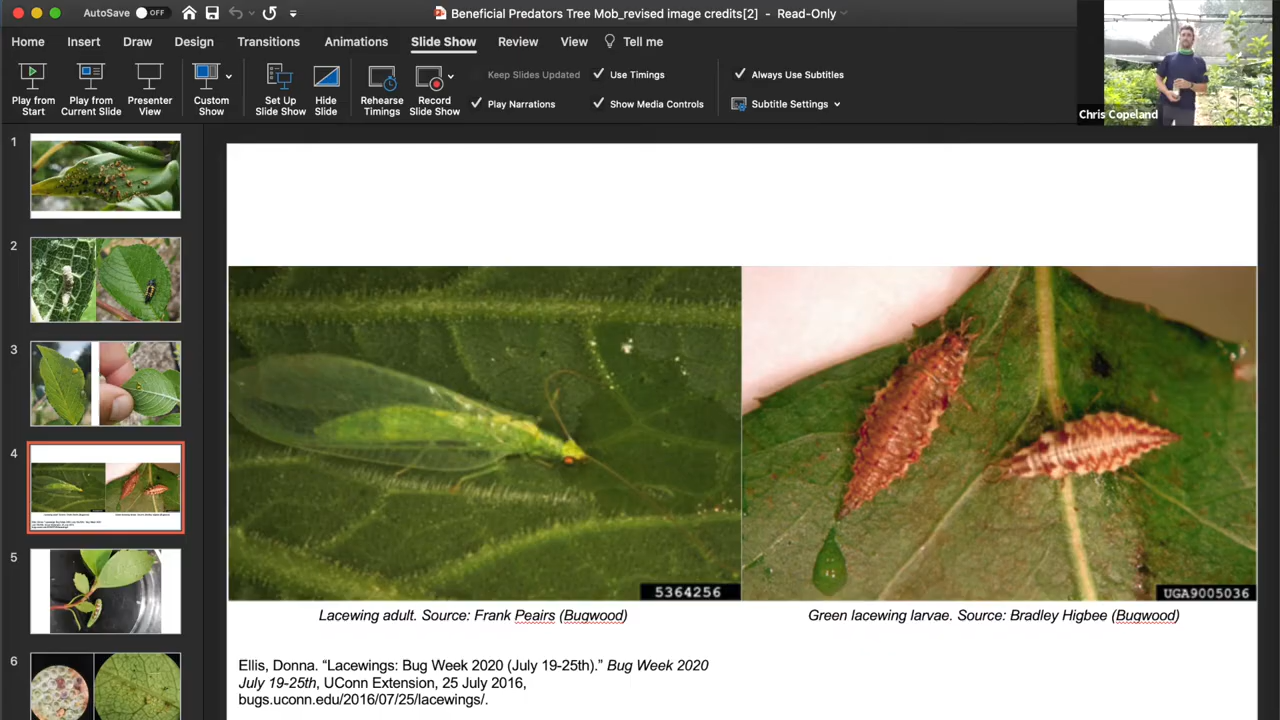 AutoSave OFF
Beneficial Predators Tree Mob_revised image credits[2] - Read-Only
Home Insert Draw Design Transitions Animations Slide Show Review View Tell me
Play from Start
Play from Current Slide
Presenter View
Custom Show
Set Up Slide Show
Hide Slide
Rehearse Timings
Record Slide Show
Keep Slides Updated
Use Timings
Play Narrations
Show Media Controls
Always Use Subtitles
Subtitle Settings
Chris Copeland
1
2
3
4
5
6
5364256
UGA9005036
Lacewing adult. Source: Frank Peairs (Bugwood)
Green lacewing larvae. Source: Bradley Higbee (Bugwood)
Ellis, Donna. “Lacewings: Bug Week 2020 (July 19-25th).” Bug Week 2020
July 19-25th, UConn Extension, 25 July 2016,
bugs.uconn.edu/2016/07/25/lacewings/.